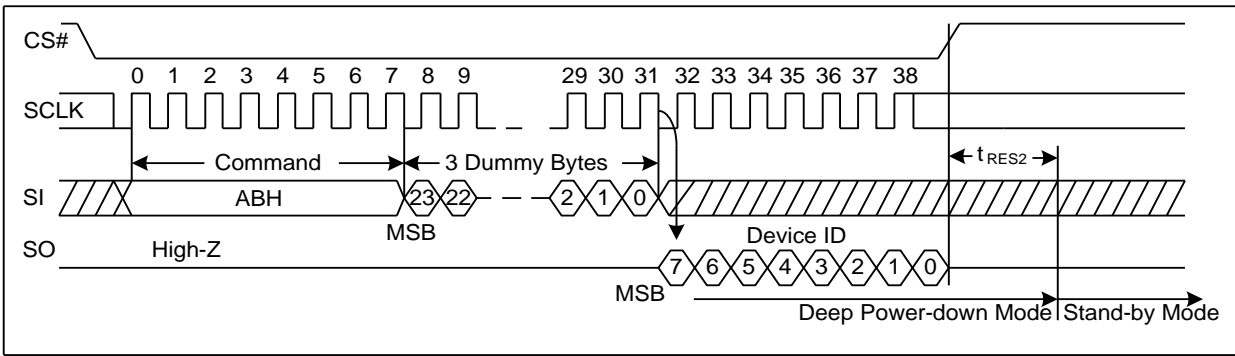 CS#
0 1 2 3 4 5 6 7 8 9 29 30 31 32 33 34 35 36 37 38
SCLK
Command 3 Dummy Bytes tRES2
SI ABH 23 22 2 1 0
MSB Device ID
SO High-Z
7 6 5 4 3 2 1 0
MSB
Deep Power-down Mode Stand-by Mode